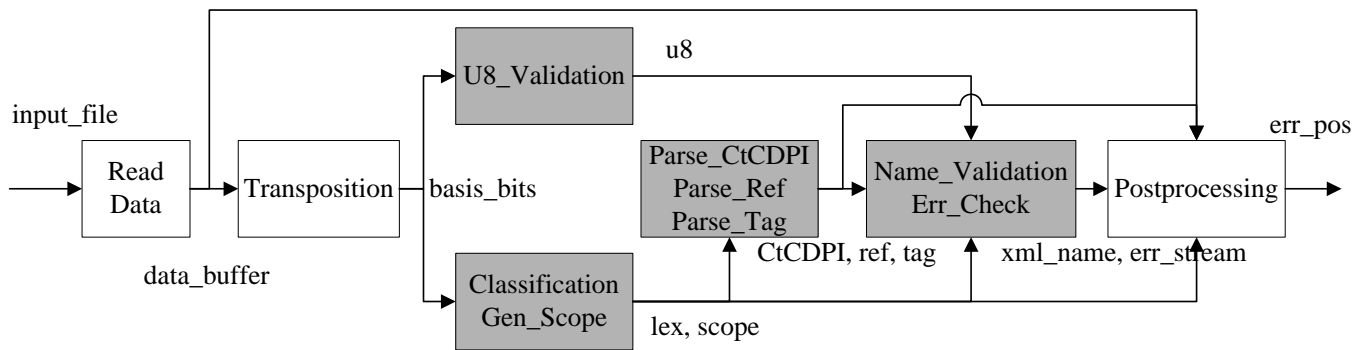 u8
U8_Validation
input_file
err_pos
Read
Data
Transposition
basis_bits
Parse_CtCDPI
Parse_Ref
Parse_Tag
Name_Validation
Err_Check
Postprocessing
CtCDPI, ref, tag
xml_name, err_stream
data_buffer
Classification
Gen_Scope
lex, scope